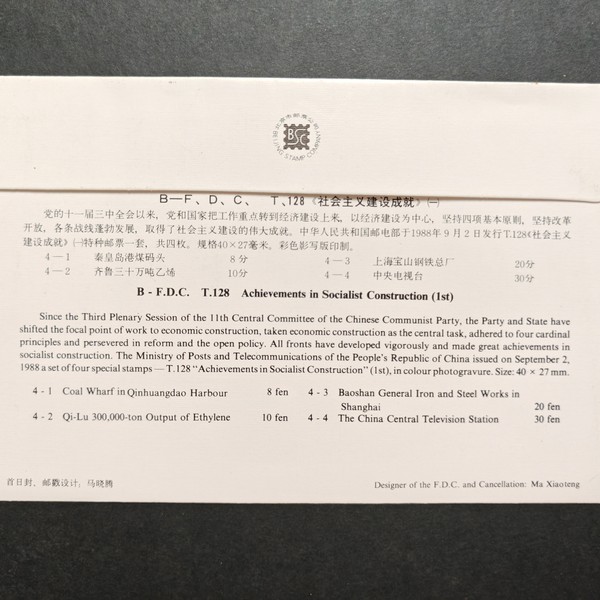 北京市邮票公司
BSC
BEIJING STAMP COMPANY
B—F、D、C、 T、128《社会主义建设成就》㈠
党的十一届三中全会以来，党和国家把工作重点转到经济建设上来，以经济建设为中心，坚持四项基本原则，坚持改革
开放，各条战线蓬勃发展，取得了社会主义建设的伟大成就。中华人民共和国邮电部于1988年9月2日发行T.128《社会主义
建设成就》㈠特种邮票一套，共四枚。规格40×27毫米。彩色影写版印制。
4—1 秦皇岛港煤码头 8分 4—3 上海宝山钢铁总厂 20分
4—2 齐鲁三十万吨乙烯 10分 4—4 中央电视台 30分
B - F.D.C. T.128 Achievements in Socialist Construction (1st)
Since the Third Plenary Session of the 11th Central Committee of the Chinese Communist Party, the Party and State have
shifted the focal point of work to economic construction, taken economic construction as the central task, adhered to four cardinal
principles and persevered in reform and the open policy. All fronts have developed vigorously and made great achievements in
socialist construction. The Ministry of Posts and Telecommunications of the People's Republic of China issued on September 2,
1988 a set of four special stamps — T.128 "Achievements in Socialist Construction" (1st), in colour photogravure. Size: 40 × 27 mm.
4 - 1 Coal Wharf in Qinhuangdao Harbour 8 fen 4 - 3 Baoshan General Iron and Steel Works in
Shanghai 20 fen
4 - 2 Qi-Lu 300,000-ton Output of Ethylene 10 fen 4 - 4 The China Central Television Station 30 fen
首日封、邮戳设计：马晓腾 Designer of the F.D.C. and Cancellation: Ma Xiaoteng